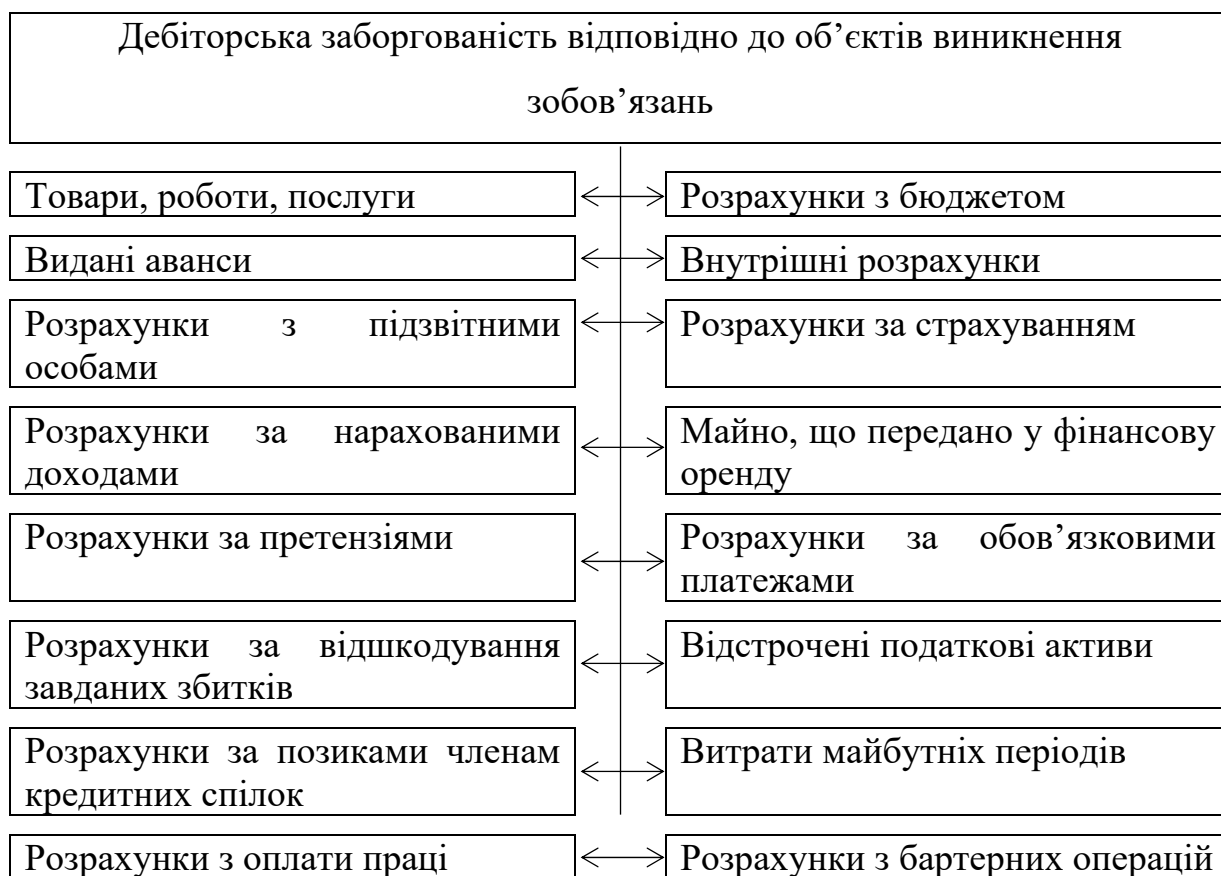 Дебіторська заборгованість відповідно до об’єктів виникнення
зобов’язань
Товари, роботи, послуги
Розрахунки з бюджетом
Видані аванси
Внутрішні розрахунки
Розрахунки з підзвітними
особами
Розрахунки за страхуванням
Розрахунки за нарахованими
доходами
Майно, що передано у фінансову
оренду
Розрахунки за претензіями
Розрахунки за обов’язковими
платежами
Розрахунки за відшкодування
завданих збитків
Відстрочені податкові активи
Розрахунки за позиками членам
кредитних спілок
Витрати майбутніх періодів
Розрахунки з оплати праці
Розрахунки з бартерних операцій